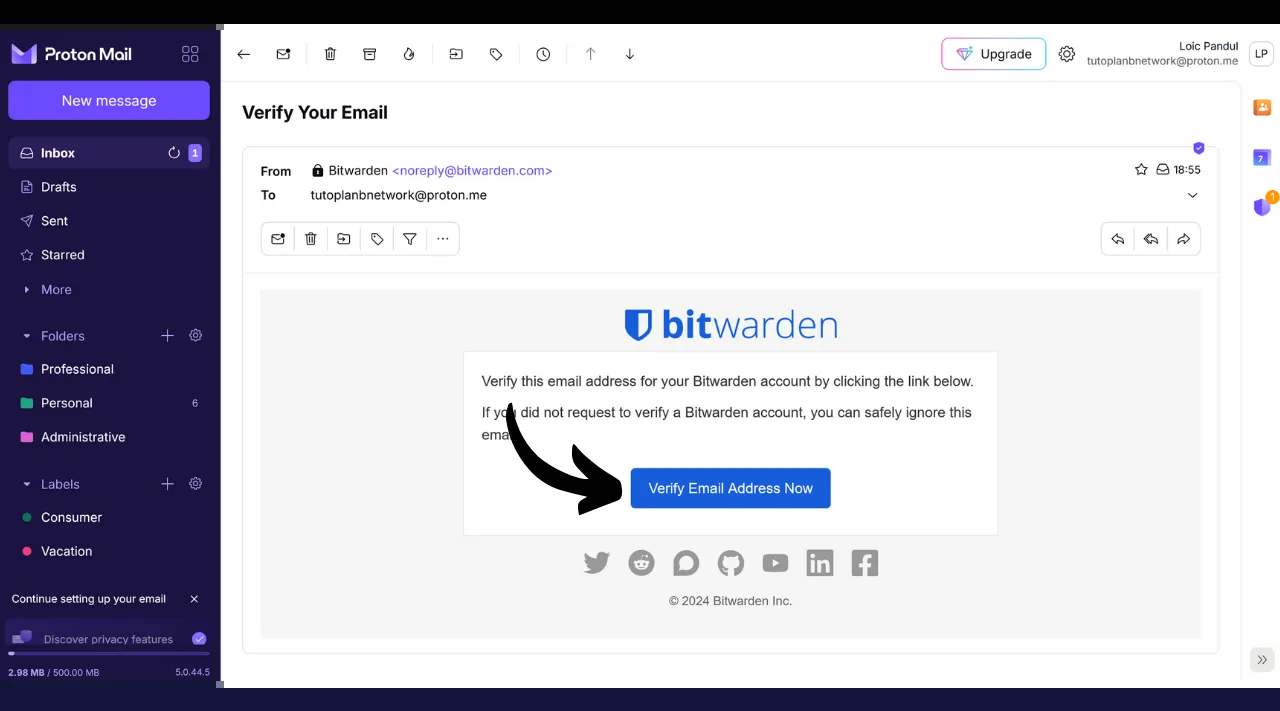 Proton Mail
New message
Inbox 1
Drafts
Sent
Starred
More
Folders
Professional
Personal 6
Administrative
Labels
Consumer
Vacation
Continue setting up your email
Discover privacy features
2.98 MB / 500.00 MB 5.0.44.5
Upgrade
Loic Pandul
tutoplanbnetwork@proton.me
LP
Verify Your Email
From Bitwarden <noreply@bitwarden.com> 18:55
To tutoplanbnetwork@proton.me
bitwarden
Verify this email address for your Bitwarden account by clicking the link below.
If you did not request to verify a Bitwarden account, you can safely ignore this
Verify Email Address Now
in
© 2024 Bitwarden Inc.
7
1